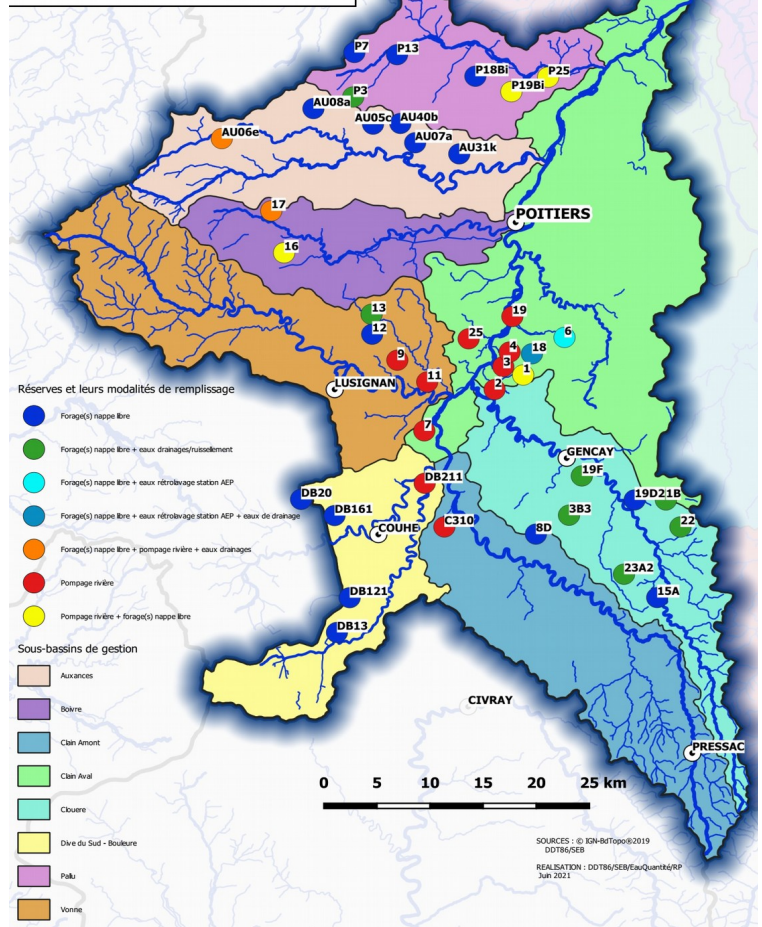 P7
P13
P18Bi
P25
P19Bi
P3
AU08a
AU05c
AU40b
AU06e
AU07a
AU31k
17
POITIERS
16
13
12
19
25
4
18
6
9
3
1
11
2
LUSIGNAN
7
Réserves et leurs modalités de remplissage
Forage(s) nappe libre
Forage(s) nappe libre + eaux drainages/ruissellement
Forage(s) nappe libre + eaux rétrolavage station AEP
Forage(s) nappe libre + eaux rétrolavage station AEP + eaux de drainage
Forage(s) nappe libre + pompage rivière + eaux drainages
Pompage rivière
Pompage rivière + forage(s) nappe libre
GENCAY
19F
DB211
DB20
DB161
COUHE
C310
8D
3B3
19D21B
22
23A2
15A
DB121
DB13
Sous-bassins de gestion
Auxances
Boivre
Clain Amont
Clain Aval
Clouere
Dive du Sud - Bouleure
Pallu
Vonne
CIVRAY
PRESSAC
0 5 10 15 20 25 km
SOURCES : © IGN-BdTopo®2019
DDT86/SEB
REALISATION : DDT86/SEB/EauQuantité/RP
Juin 2021